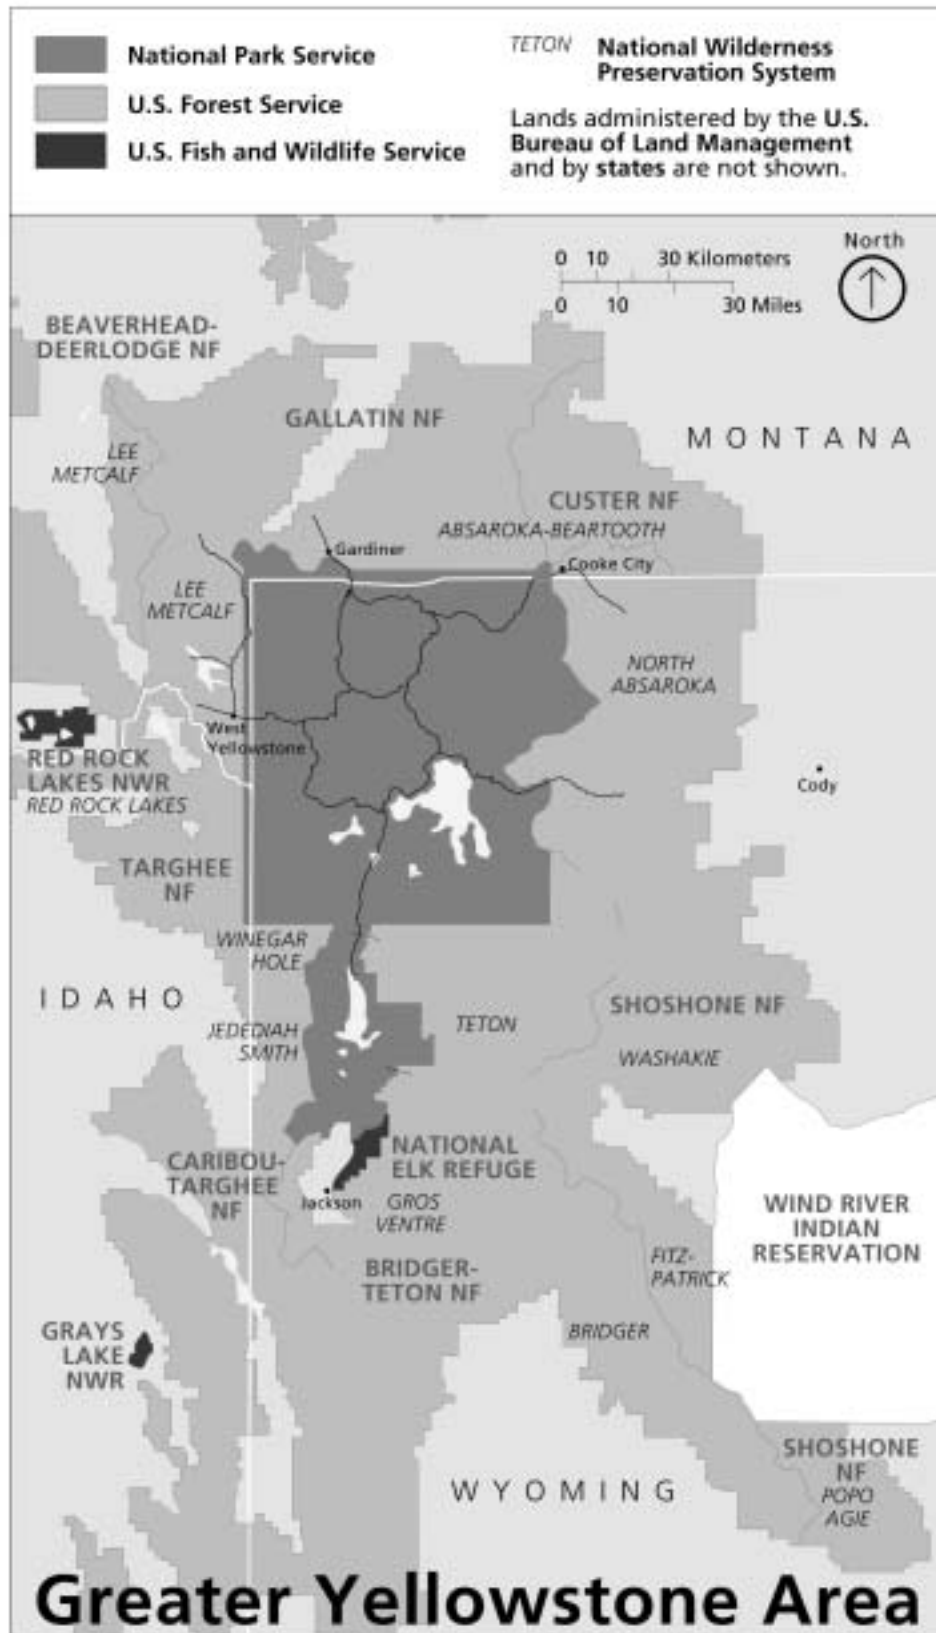 National Park Service
U.S. Forest Service
U.S. Fish and Wildlife Service
TETON National Wilderness
Preservation System
Lands administered by the U.S.
Bureau of Land Management
and by states are not shown.
North
0 10 30 Kilometers
0 10 30 Miles
BEAVERHEAD-
DEERLODGE NF
GALLATIN NF
MONTANA
LEE
METCALF
CUSTER NF
ABSAROKA-BEARTOOTH
Gardiner
Cooke City
LEE
METCALF
NORTH
ABSAROKA
West
Yellowstone
RED ROCK
LAKES NWR
RED ROCK LAKES
Cody
TARGHEE
NF
WINEGAR
HOLE
IDAHO
SHOSHONE NF
JEDEDIAH
SMITH
TETON
WASHAKIE
NATIONAL
ELK REFUGE
CARIBOU-
TARGHEE
NF
Jackson
GROS
VENTRE
WIND RIVER
INDIAN
RESERVATION
FITZ-
PATRICK
BRIDGER-
TETON NF
BRIDGER
GRAYS
LAKE
NWR
SHOSHONE
NF
POPO
AGIE
WYOMING
Greater Yellowstone Area